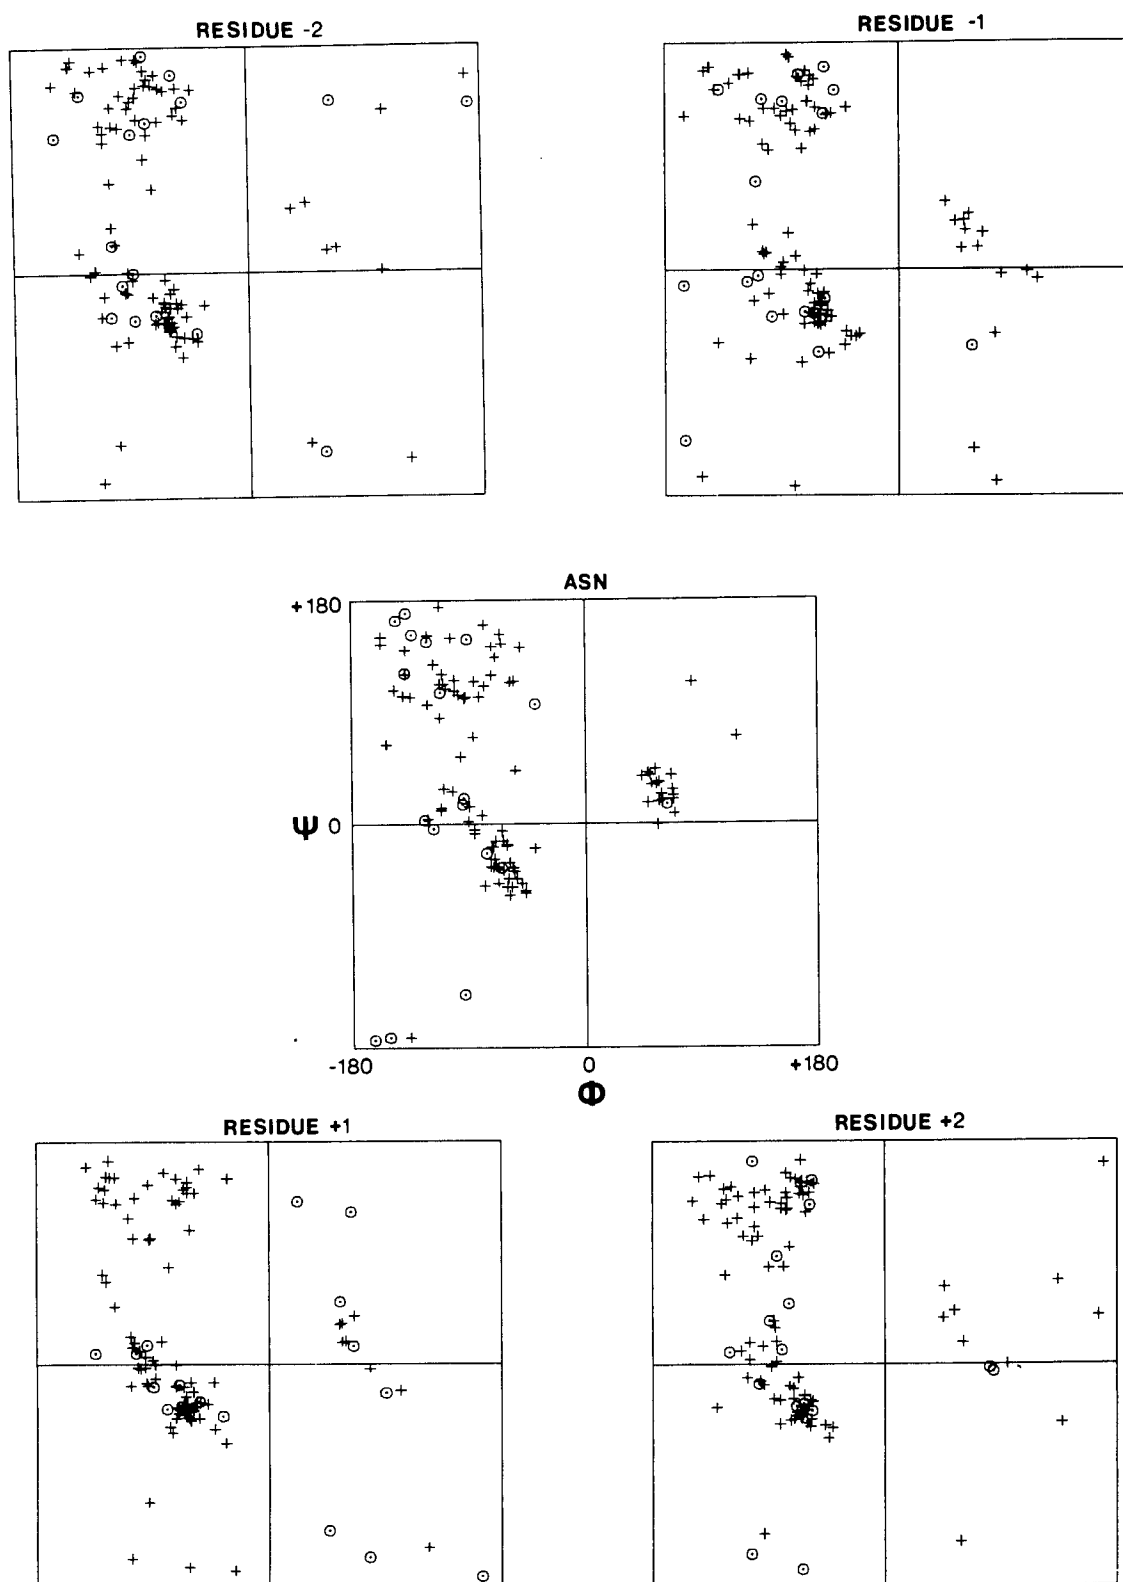 RESIDUE -2
RESIDUE -1
ASN
+180
Ψ 0
-180 0 +180
Φ
RESIDUE +1
RESIDUE +2